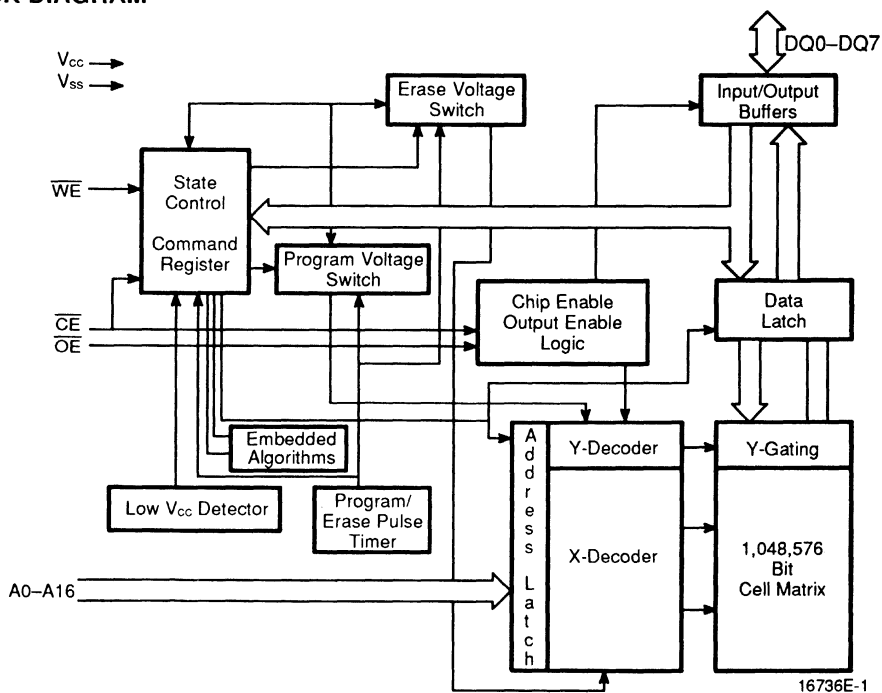 DQ0–DQ7
Vcc
Vss
Erase Voltage
Switch
Input/Output
Buffers
WE
State
Control
Command
Register
Program Voltage
Switch
Chip Enable
Output Enable
Logic
Data
Latch
CE
OE
Embedded
Algorithms
Address Latch
Y-Decoder
Y-Gating
Low Vcc Detector
Program/
Erase Pulse
Timer
X-Decoder
1,048,576
Bit
Cell Matrix
A0–A16
16736E-1